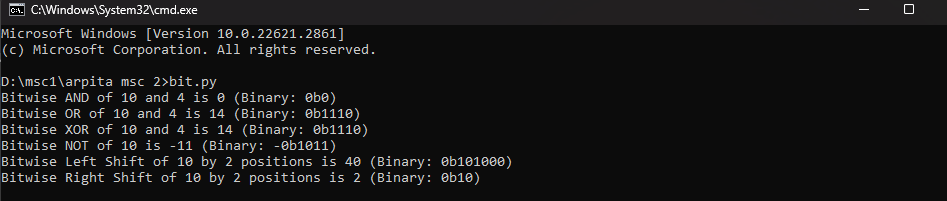 C:\Windows\System32\cmd.exe
Microsoft Windows [Version 10.0.22621.2861]
(c) Microsoft Corporation. All rights reserved.
D:\msc1\arpita msc 2>bit.py
Bitwise AND of 10 and 4 is 0 (Binary: 0b0)
Bitwise OR of 10 and 4 is 14 (Binary: 0b1110)
Bitwise XOR of 10 and 4 is 14 (Binary: 0b1110)
Bitwise NOT of 10 is -11 (Binary: -0b1011)
Bitwise Left Shift of 10 by 2 positions is 40 (Binary: 0b101000)
Bitwise Right Shift of 10 by 2 positions is 2 (Binary: 0b10)